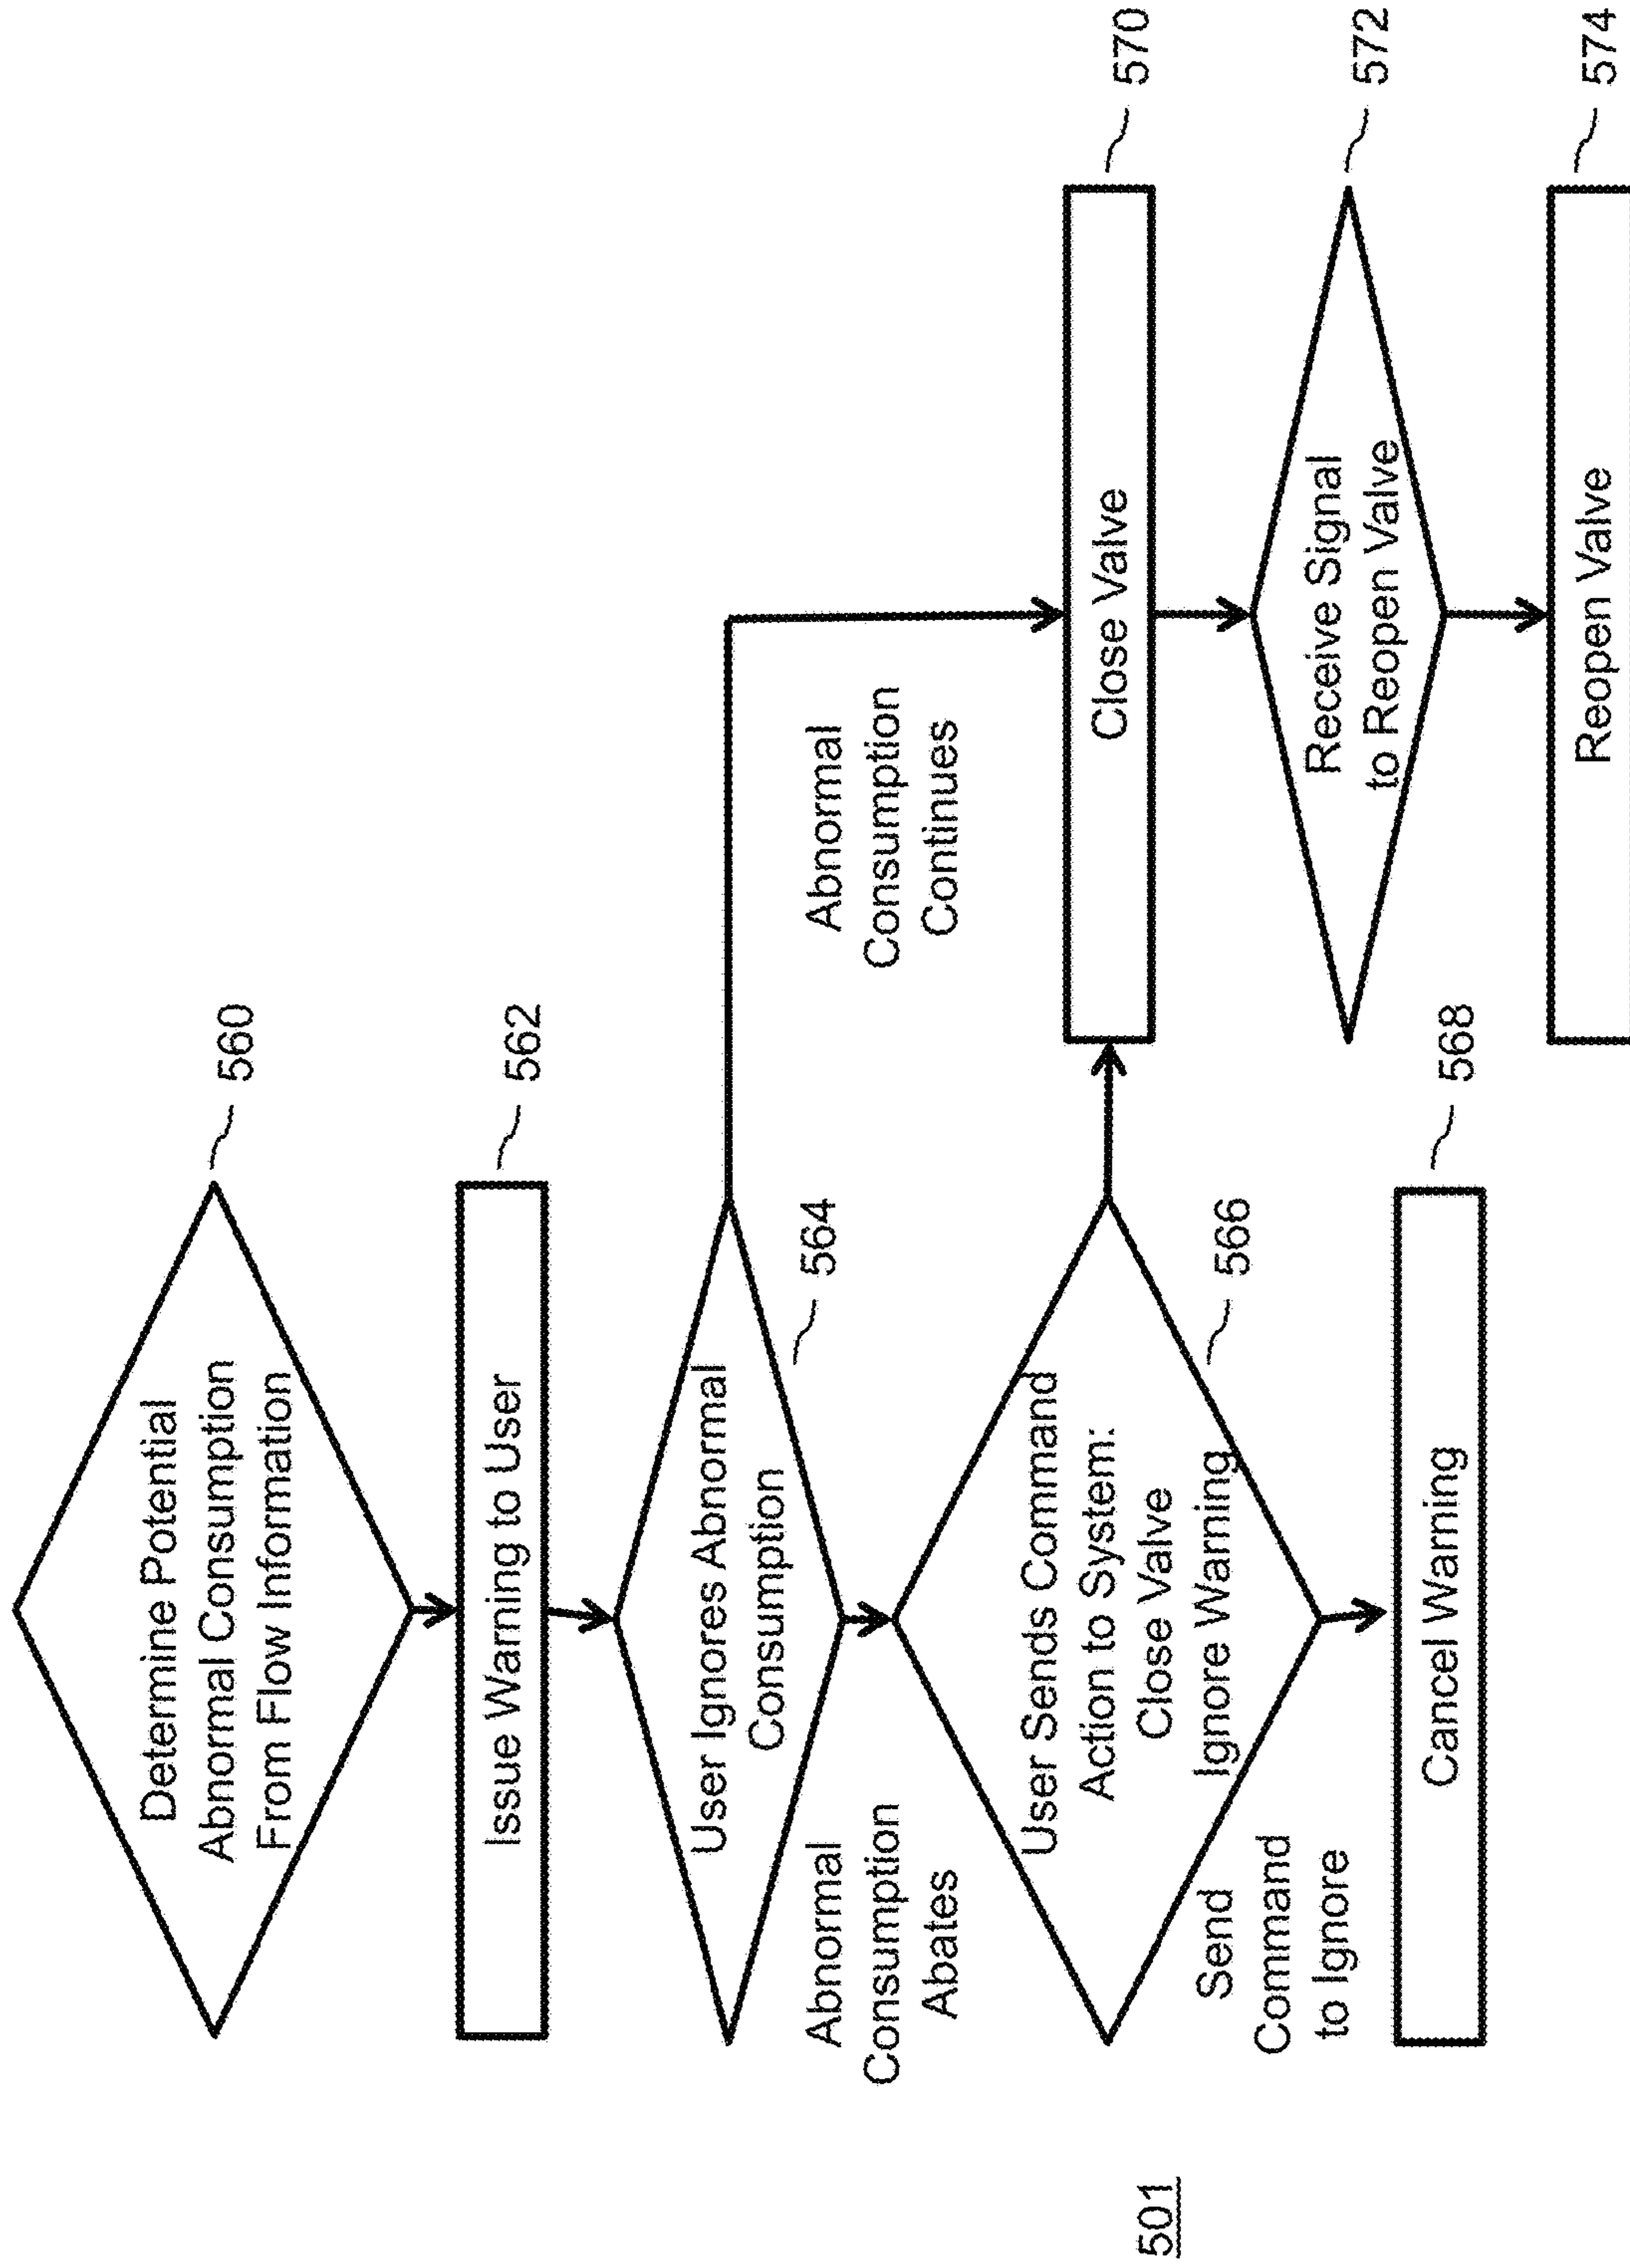 Determine Potential
Abnormal Consumption
From Flow Information
560
Issue Warning to User
562
User Ignores Abnormal
Consumption
564
Abnormal
Consumption
Abates
Abnormal
Consumption
Continues
User Sends Command
Action to System:
Close Valve
Ignore Warning
566
Send
Command
to Ignore
Cancel Warning
568
Close Valve
570
Receive Signal
to Reopen Valve
572
Reopen Valve
574
501